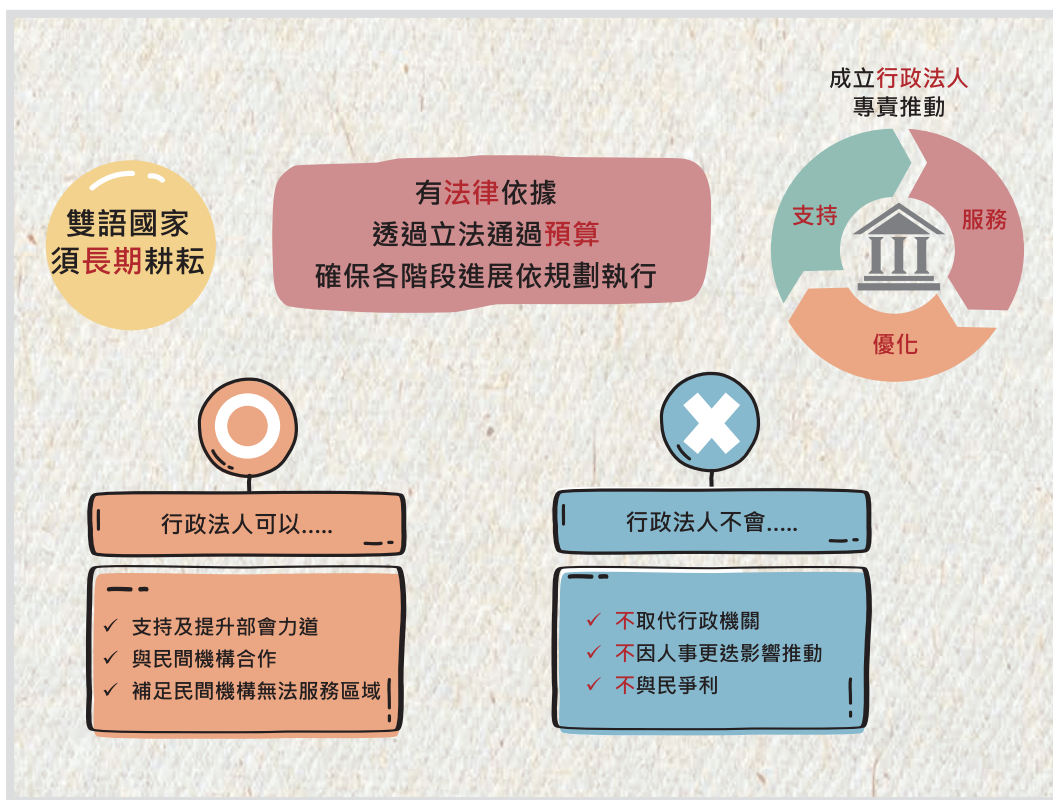 成立行政法人
專責推動
雙語國家
須長期耕耘
有法律依據
透過立法通過預算
確保各階段進展依規劃執行
支持
服務
優化
行政法人可以.....
支持及提升部會力道
與民間機構合作
補足民間機構無法服務區域
行政法人不會.....
不取代行政機關
不因人事更迭影響推動
不與民爭利